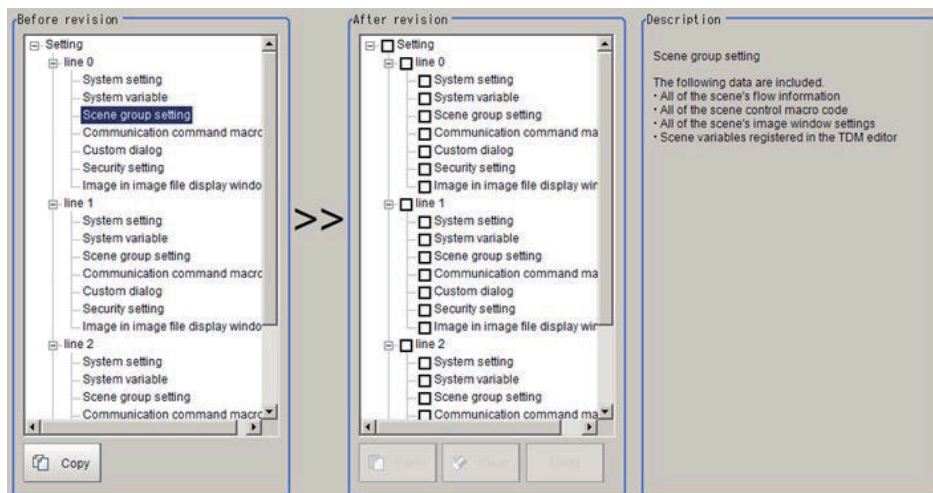 Before revision
Setting
line 0
System setting
System variable
Scene group setting
Communication command macro
Custom dialog
Security setting
Image in image file display windo
line 1
System setting
System variable
Scene group setting
Communication command macro
Custom dialog
Security setting
Image in image file display windo
line 2
System setting
System variable
Scene group setting
Communication command macro
Copy
>>
After revision
Setting
line 0
System setting
System variable
Scene group setting
Communication command ma
Custom dialog
Security setting
Image in image file display wir
line 1
System setting
System variable
Scene group setting
Communication command ma
Custom dialog
Security setting
Image in image file display wir
line 2
System setting
System variable
Scene group setting
Communication command ma
Description
Scene group setting
The following data are included.
・All of the scene's flow information
・All of the scene control macro code
・All of the scene's image window settings
・Scene variables registered in the TDM editor